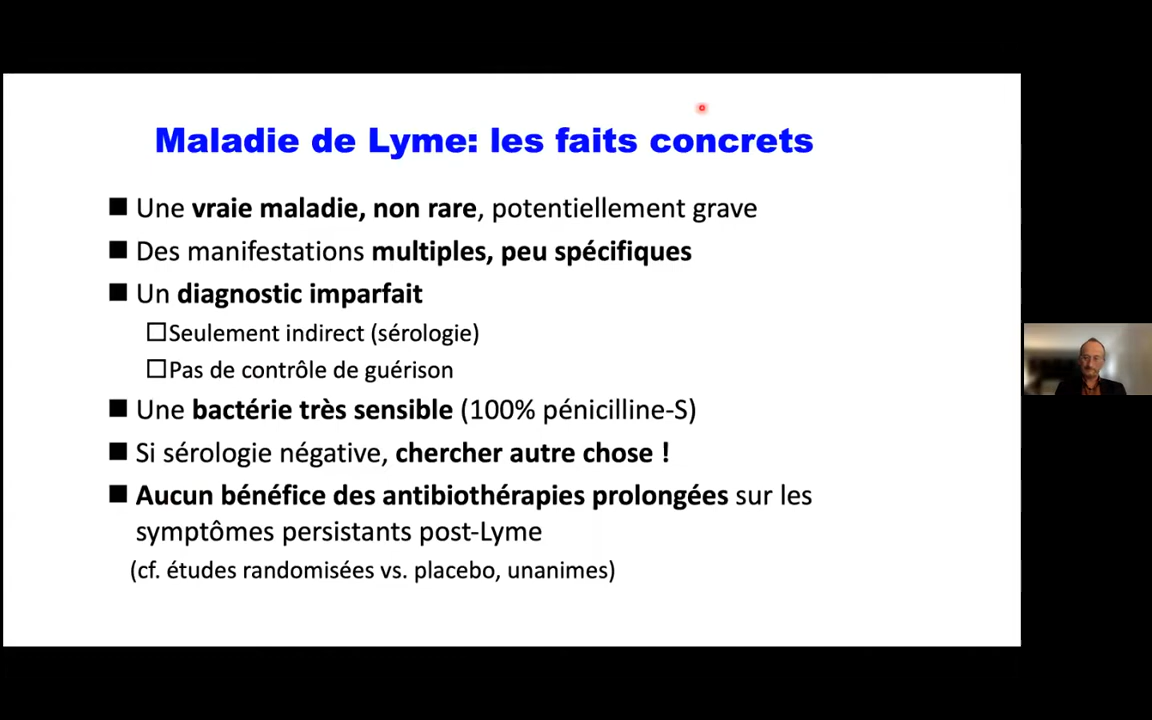 Maladie de Lyme: les faits concrets
Une vraie maladie, non rare, potentiellement grave
Des manifestations multiples, peu spécifiques
Un diagnostic imparfait
Seulement indirect (sérologie)
Pas de contrôle de guérison
Une bactérie très sensible (100% pénicilline-S)
Si sérologie négative, chercher autre chose !
Aucun bénéfice des antibiothérapies prolongées sur les
symptômes persistants post-Lyme
(cf. études randomisées vs. placebo, unanimes)